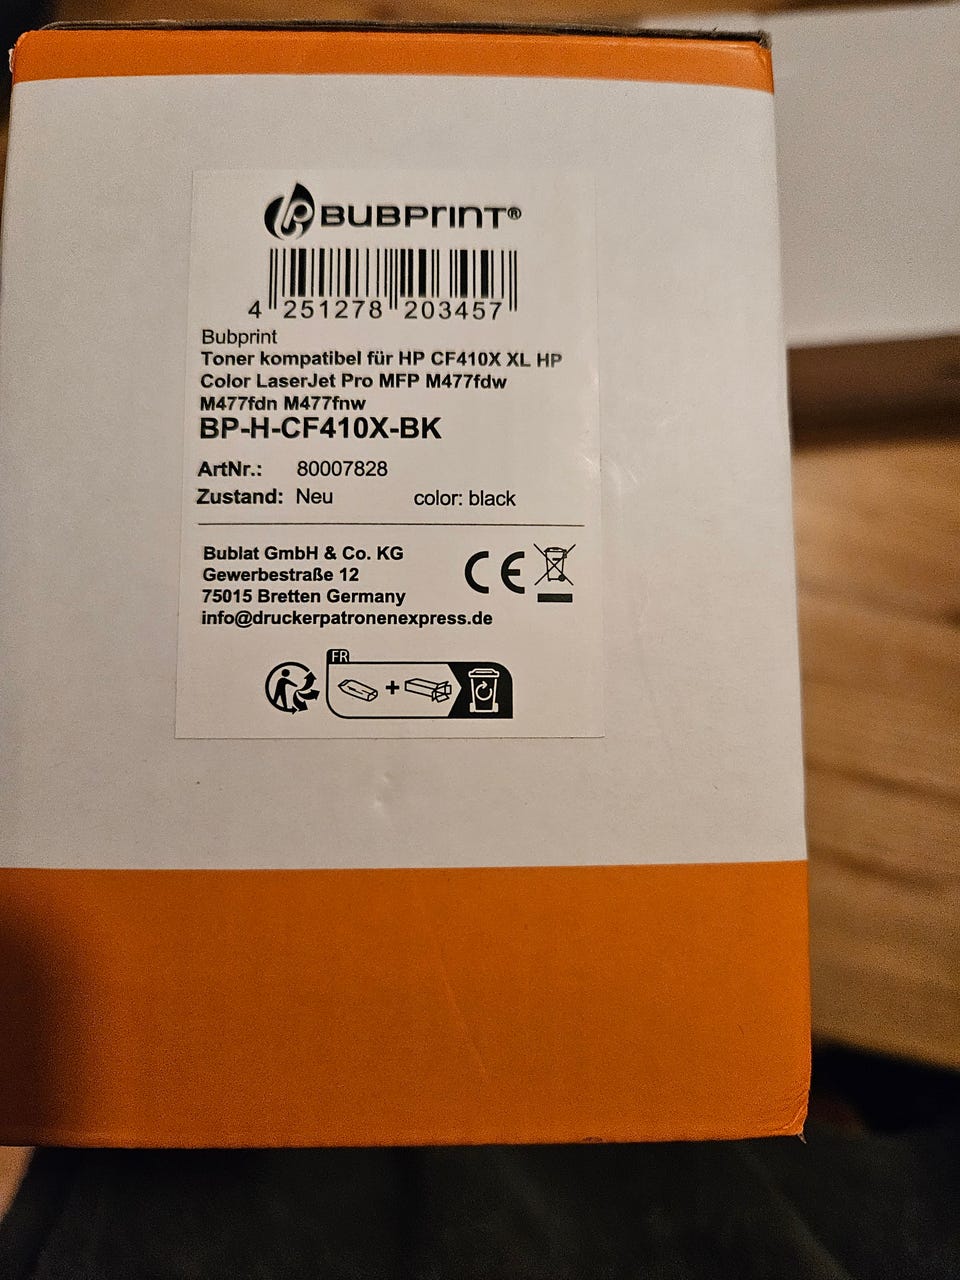 BUBPrINT®
4 251278 203457
Bubprint
Toner kompatibel für HP CF410X XL HP
Color LaserJet Pro MFP M477fdw
M477fdn M477fnw
BP-H-CF410X-BK
ArtNr.: 80007828
Zustand: Neu color: black
Bublat GmbH & Co. KG
Gewerbestraße 12
75015 Bretten Germany
info@druckerpatronenexpress.de
CE
FR
+